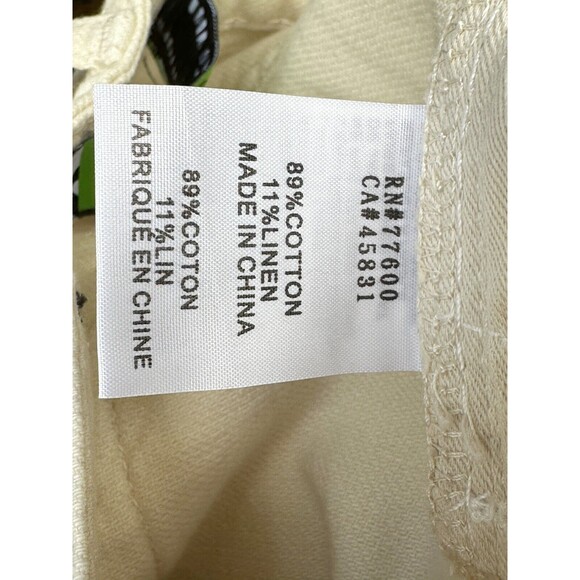 RN#77600
CA#45831
89%COTTON
11%LINEN
MADE IN CHINA
89%COTON
11%LIN
FABRIQUÉ EN CHINE